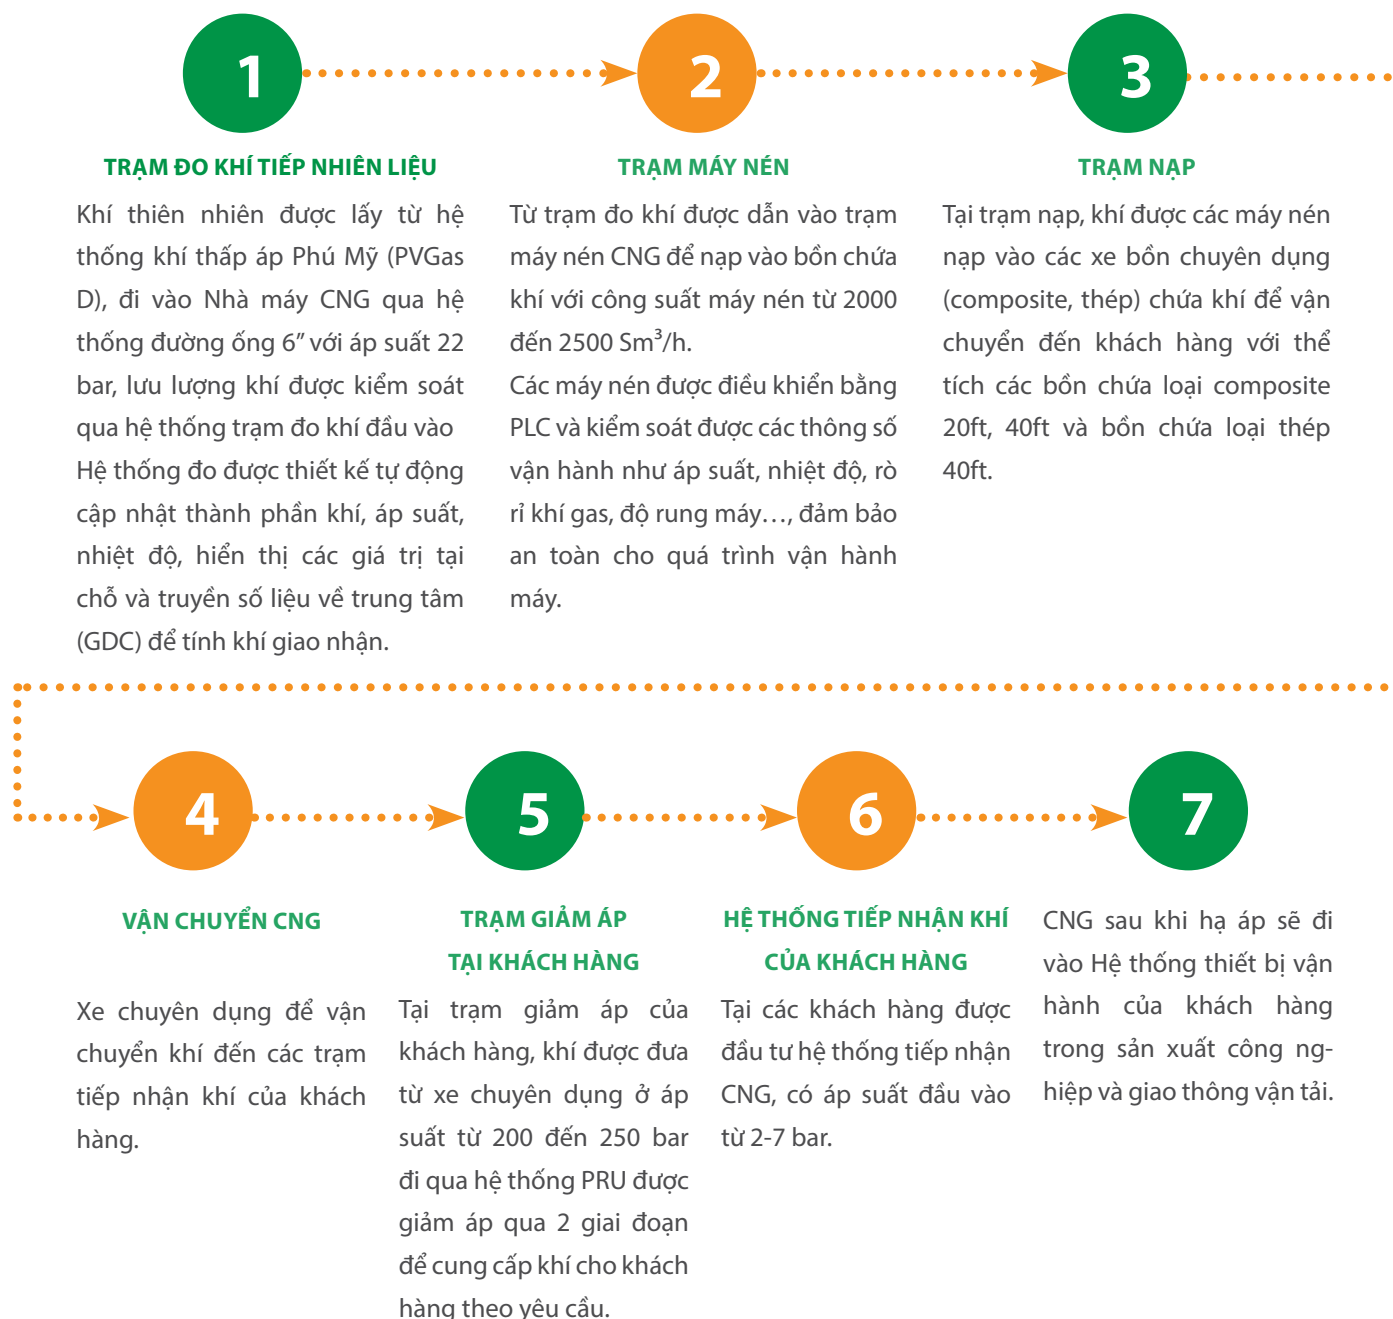 1
TRẠM ĐO KHÍ TIẾP NHIÊN LIỆU
Khí thiên nhiên được lấy từ hệ
thống khí thấp áp Phú Mỹ (PVGas
D), đi vào Nhà máy CNG qua hệ
thống đường ống 6” với áp suất 22
bar, lưu lượng khí được kiểm soát
qua hệ thống trạm đo khí đầu vào
Hệ thống đo được thiết kế tự động
cập nhật thành phần khí, áp suất,
nhiệt độ, hiển thị các giá trị tại
chỗ và truyền số liệu về trung tâm
(GDC) để tính khí giao nhận.
2
TRẠM MÁY NÉN
Từ trạm đo khí được dẫn vào trạm
máy nén CNG để nạp vào bồn chứa
khí với công suất máy nén từ 2000
đến 2500 Sm³/h.
Các máy nén được điều khiển bằng
PLC và kiểm soát được các thông số
vận hành như áp suất, nhiệt độ, rò
rỉ khí gas, độ rung máy…, đảm bảo
an toàn cho quá trình vận hành
máy.
3
TRẠM NẠP
Tại trạm nạp, khí được các máy nén
nạp vào các xe bồn chuyên dụng
(composite, thép) chứa khí để vận
chuyển đến khách hàng với thể
tích các bồn chứa loại composite
20ft, 40ft và bồn chứa loại thép
40ft.
4
VẬN CHUYỂN CNG
Xe chuyên dụng để vận
chuyển khí đến các trạm
tiếp nhận khí của khách
hàng.
5
TRẠM GIẢM ÁP
TẠI KHÁCH HÀNG
Tại trạm giảm áp của
khách hàng, khí được đưa
từ xe chuyên dụng ở áp
suất từ 200 đến 250 bar
đi qua hệ thống PRU được
giảm áp qua 2 giai đoạn
để cung cấp khí cho khách
hàng theo yêu cầu.
6
HỆ THỐNG TIẾP NHẬN KHÍ
CỦA KHÁCH HÀNG
Tại các khách hàng được
đầu tư hệ thống tiếp nhận
CNG, có áp suất đầu vào
từ 2-7 bar.
7
CNG sau khi hạ áp sẽ đi
vào Hệ thống thiết bị vận
hành của khách hàng
trong sản xuất công ng-
hiệp và giao thông vận tải.